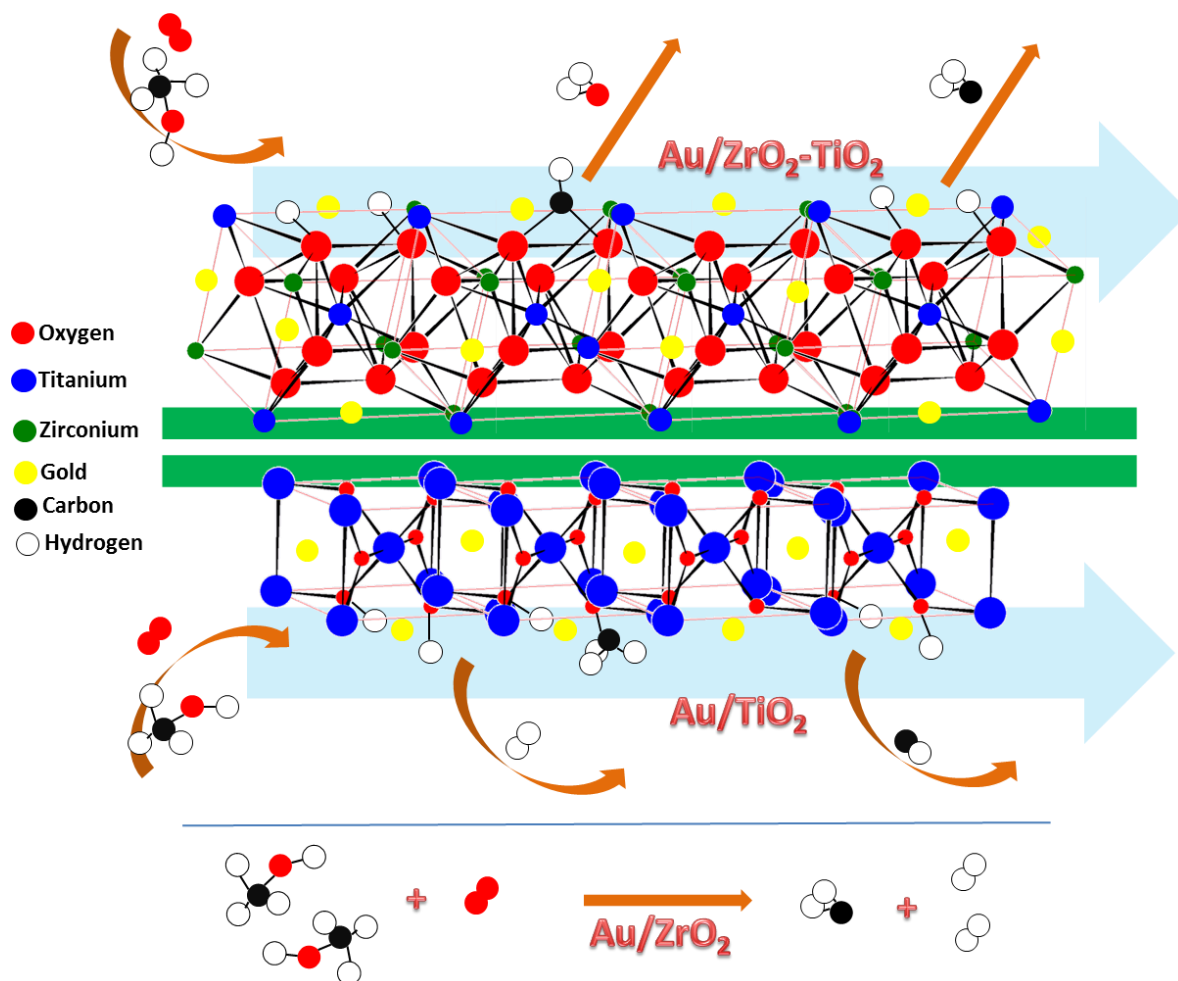 Au/ZrO₂-TiO₂
Oxygen
Titanium
Zirconium
Gold
Carbon
Hydrogen
Au/TiO₂
+
+
Au/ZrO₂